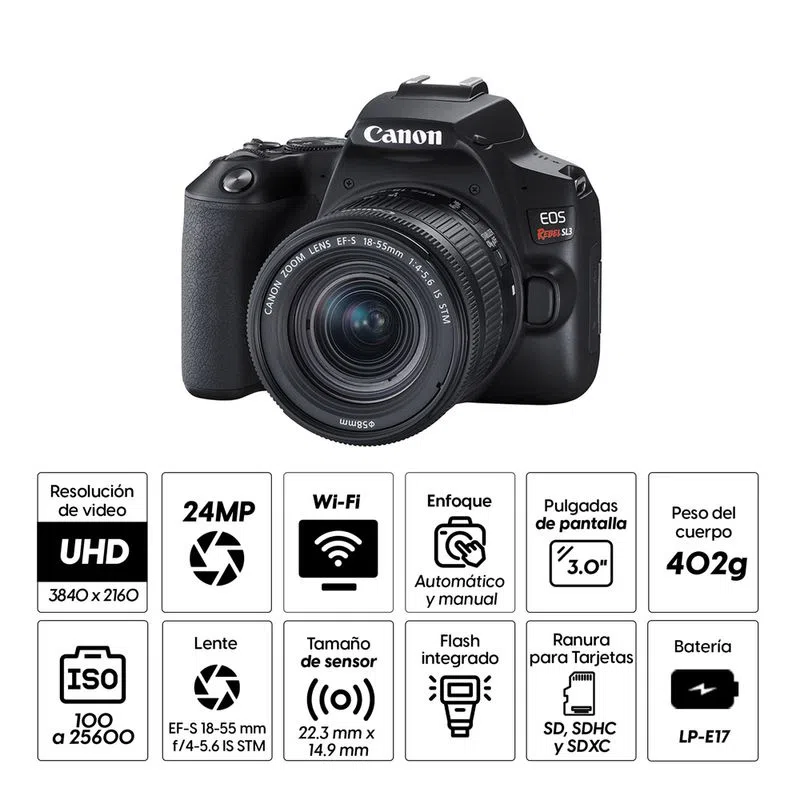 Canon
EOS
REBEL SL3
CANON ZOOM LENS EF-S 18-55mm 1:4-5.6 IS STM
Φ58mm
Resolución
de video
UHD
3840 x 2160
24MP
Wi-Fi
Enfoque
Automático
y manual
Pulgadas
de pantalla
3.0"
Peso del
cuerpo
402g
ISO
100
a 25600
Lente
EF-S 18-55 mm
f/4-5.6 IS STM
Tamaño
de sensor
22.3 mm x
14.9 mm
Flash
integrado
Ranura
para Tarjetas
SD, SDHC
y SDXC
Batería
LP-E17